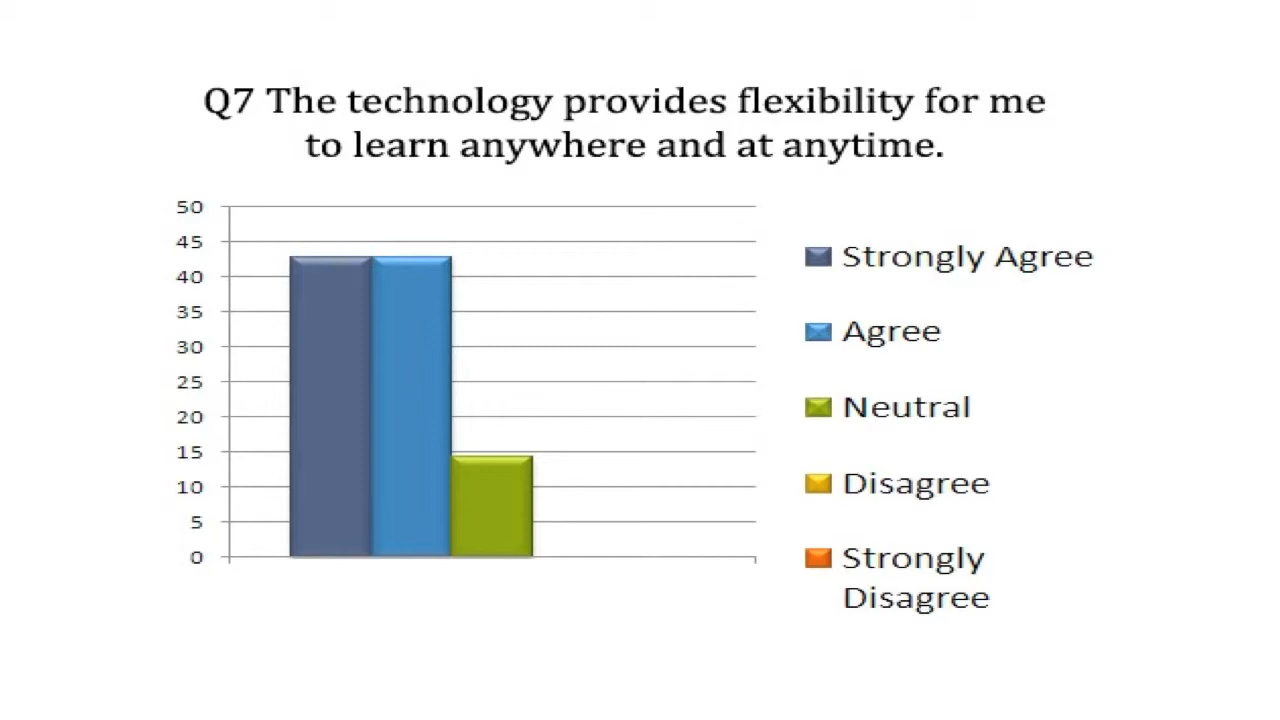 Q7 The technology provides flexibility for me
to learn anywhere and at anytime.
50
45
40
35
30
25
20
15
10
5
0
Strongly Agree
Agree
Neutral
Disagree
Strongly
Disagree